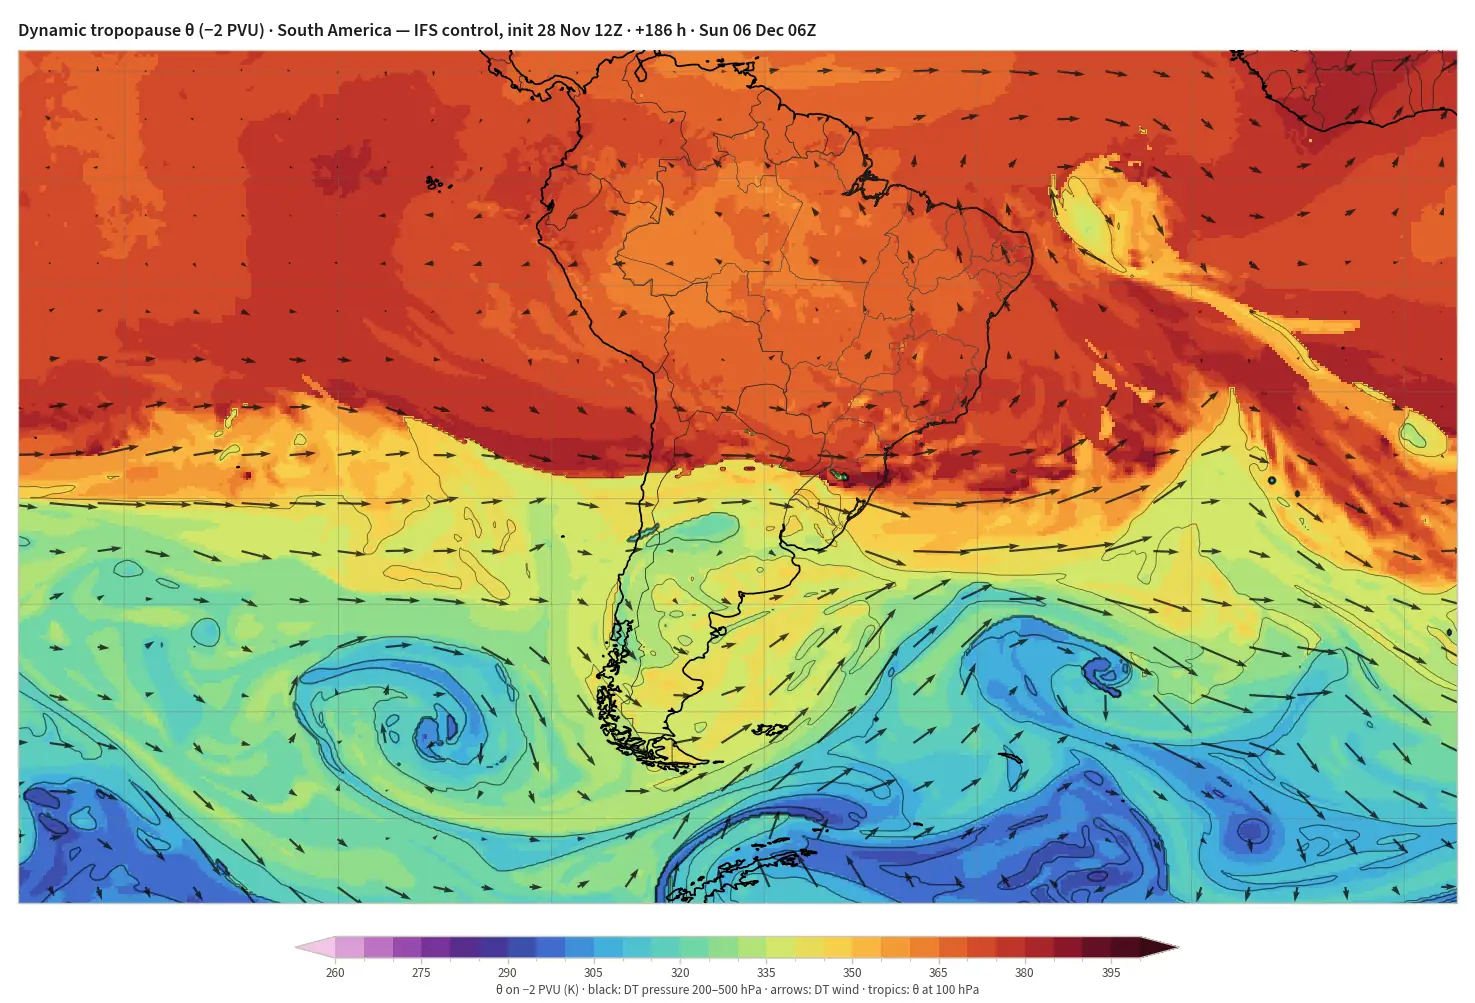 Dynamic tropopause θ (−2 PVU) · South America — IFS control, init 28 Nov 12Z · +186 h · Sun 06 Dec 06Z
260 275 290 305 320 335 350 365 380 395
θ on −2 PVU (K) · black: DT pressure 200–500 hPa · arrows: DT wind · tropics: θ at 100 hPa